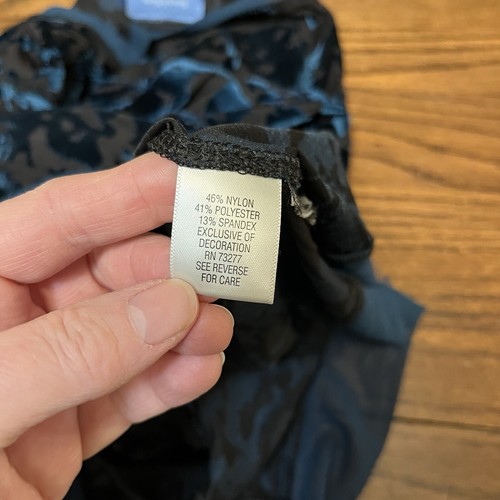 46% NYLON
41% POLYESTER
13% SPANDEX
EXCLUSIVE OF
DECORATION
RN 73277
SEE REVERSE
FOR CARE